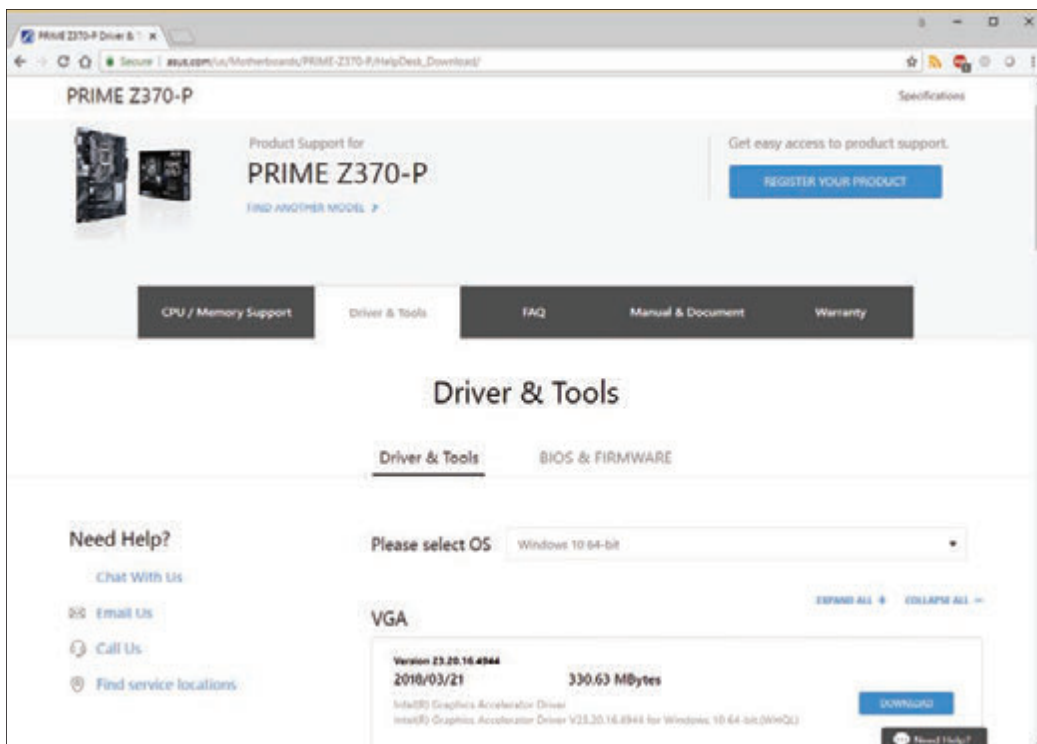 PRIME Z370-P Driver & T
Secure | asus.com/us/Motherboards/PRIME-Z370-P/HelpDesk_Download/
PRIME Z370-P
Specifications
Product Support for
PRIME Z370-P
FIND ANOTHER MODEL >
Get easy access to product support.
REGISTER YOUR PRODUCT
CPU / Memory Support
Driver & Tools
FAQ
Manual & Document
Warranty
Driver & Tools
Driver & Tools
BIOS & FIRMWARE
Need Help?
Chat With Us
Email Us
Call Us
Find service locations
Please select OS
Windows 10 64-bit
EXPAND ALL +
COLLAPSE ALL −
VGA
Version 23.20.16.4944
2018/03/21
330.63 MBytes
Intel(R) Graphics Accelerator Driver
Intel(R) Graphics Accelerator Driver V23.20.16.4944 for Windows 10 64-bit.(WHQL)
DOWNLOAD
Need Help?